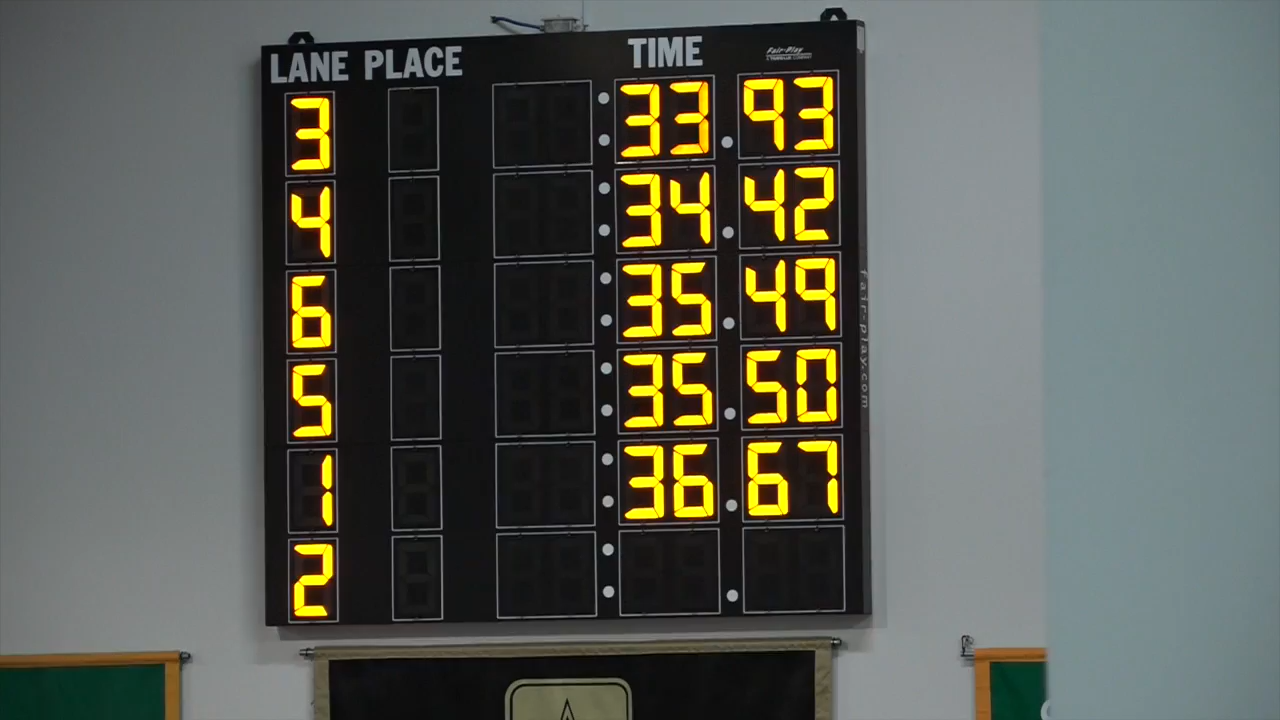 LANE PLACE TIME Fair-Play
3 :33.93
4 :34.42
6 :35.49
5 :35.50
1 :36.67
2 : .
fair-play.com